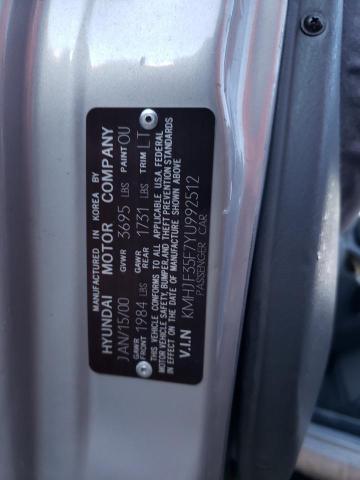 MANUFACTURED IN KOREA BY
HYUNDAI MOTOR COMPANY
JAN/15/00 GVWR 3695 LBS PAINT OU
GAWR FRONT 1984 LBS GAWR REAR 1731 LBS TRIM LT
THIS VEHICLE CONFORMS TO ALL APPLICABLE U.S.A FEDERAL
MOTOR VEHICLE SAFETY, BUMPER, AND THEFT PREVENTION STANDARDS
IN EFFECT ON THE DATE OF MANUFACTURE SHOWN ABOVE
V.I.N KMHJF35F7YU992512
PASSENGER CAR